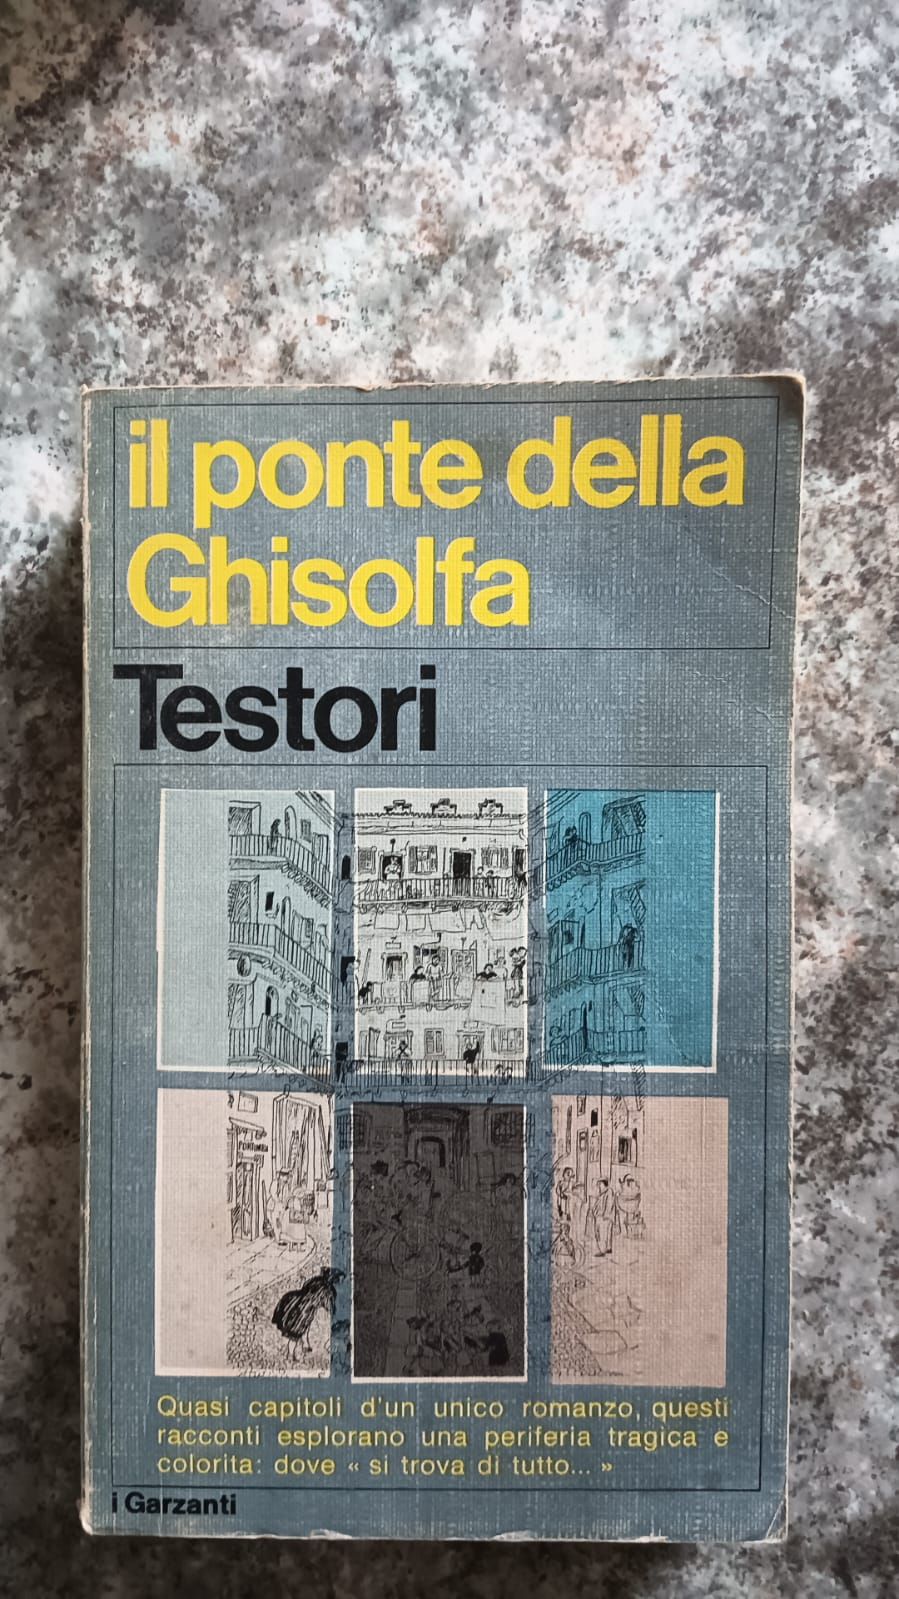 il ponte della
Ghisolfa
Testori
Quasi capitoli d'un unico romanzo, questi
racconti esplorano una periferia tragica e
colorita: dove « si trova di tutto... »
i Garzanti